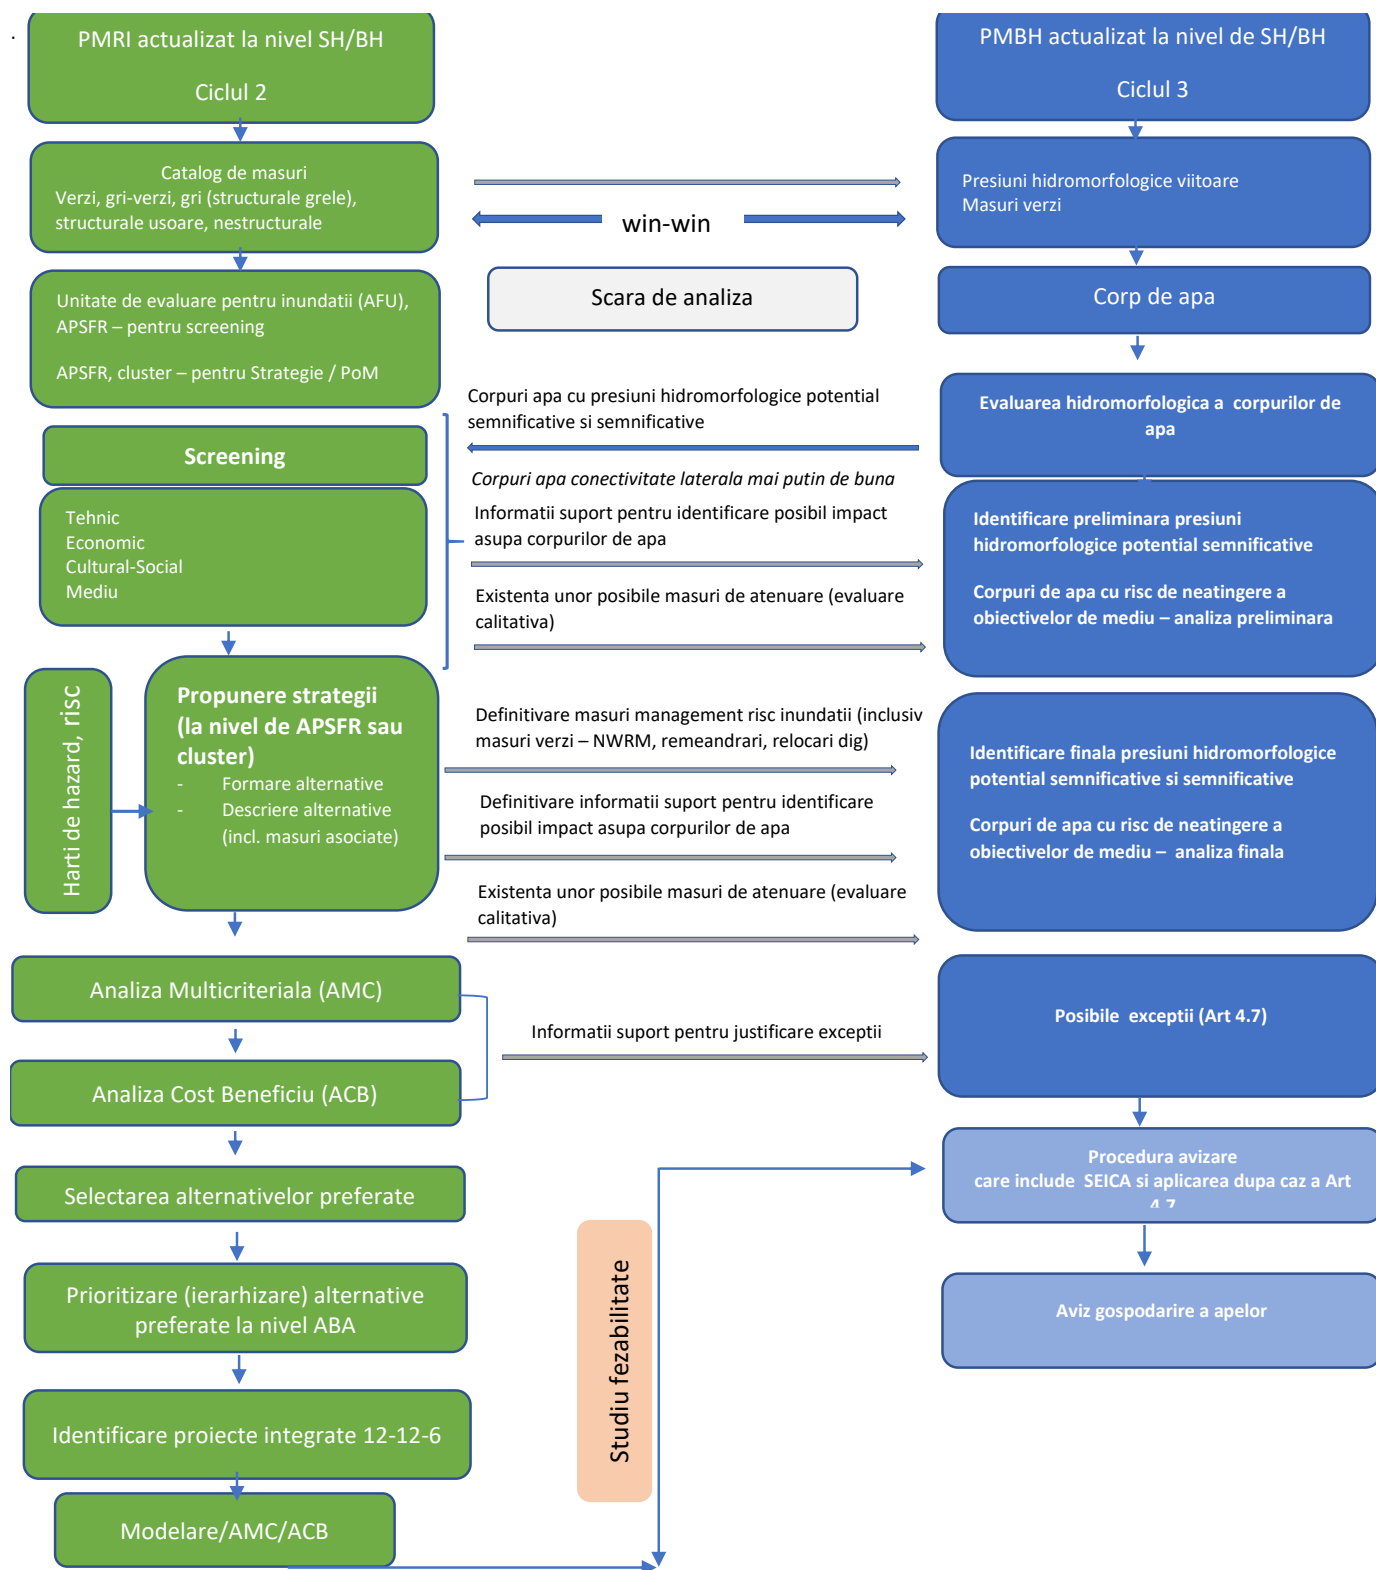 .
PMRI actualizat la nivel SH/BH
Ciclul 2
PMBH actualizat la nivel de SH/BH
Ciclul 3
Catalog de masuri
Verzi, gri-verzi, gri (structurale grele),
structurale usoare, nestructurale
win-win
Presiuni hidromorfologice viitoare
Masuri verzi
Unitate de evaluare pentru inundatii (AFU),
APSFR – pentru screening
APSFR, cluster – pentru Strategie / PoM
Scara de analiza
Corp de apa
Corpuri apa cu presiuni hidromorfologice potential
semnificative si semnificative
Evaluarea hidromorfologica a corpurilor de
apa
Screening
Corpuri apa conectivitate laterala mai putin de buna
Informatii suport pentru identificare posibil impact
asupa corpurilor de apa
Tehnic
Economic
Cultural-Social
Mediu
Existenta unor posibile masuri de atenuare (evaluare
calitativa)
Identificare preliminara presiuni
hidromorfologice potential semnificative
Corpuri de apa cu risc de neatingere a
obiectivelor de mediu – analiza preliminara
Harti de hazard, risc
Propunere strategii
(la nivel de APSFR sau
cluster)
- Formare alternative
- Descriere alternative
(incl. masuri asociate)
Definitivare masuri management risc inundatii (inclusiv
masuri verzi – NWRM, remeandrari, relocari dig)
Definitivare informatii suport pentru identificare
posibil impact asupa corpurilor de apa
Existenta unor posibile masuri de atenuare (evaluare
calitativa)
Identificare finala presiuni hidromorfologice
potential semnificative si semnificative
Corpuri de apa cu risc de neatingere a
obiectivelor de mediu – analiza finala
Analiza Multicriteriala (AMC)
Informatii suport pentru justificare exceptii
Posibile exceptii (Art 4.7)
Analiza Cost Beneficiu (ACB)
Selectarea alternativelor preferate
Procedura avizare
care include SEICA si aplicarea dupa caz a Art
4.7
Prioritizare (ierarhizare) alternative
preferate la nivel ABA
Studiu fezabilitate
Aviz gospodarire a apelor
Identificare proiecte integrate 12-12-6
Modelare/AMC/ACB